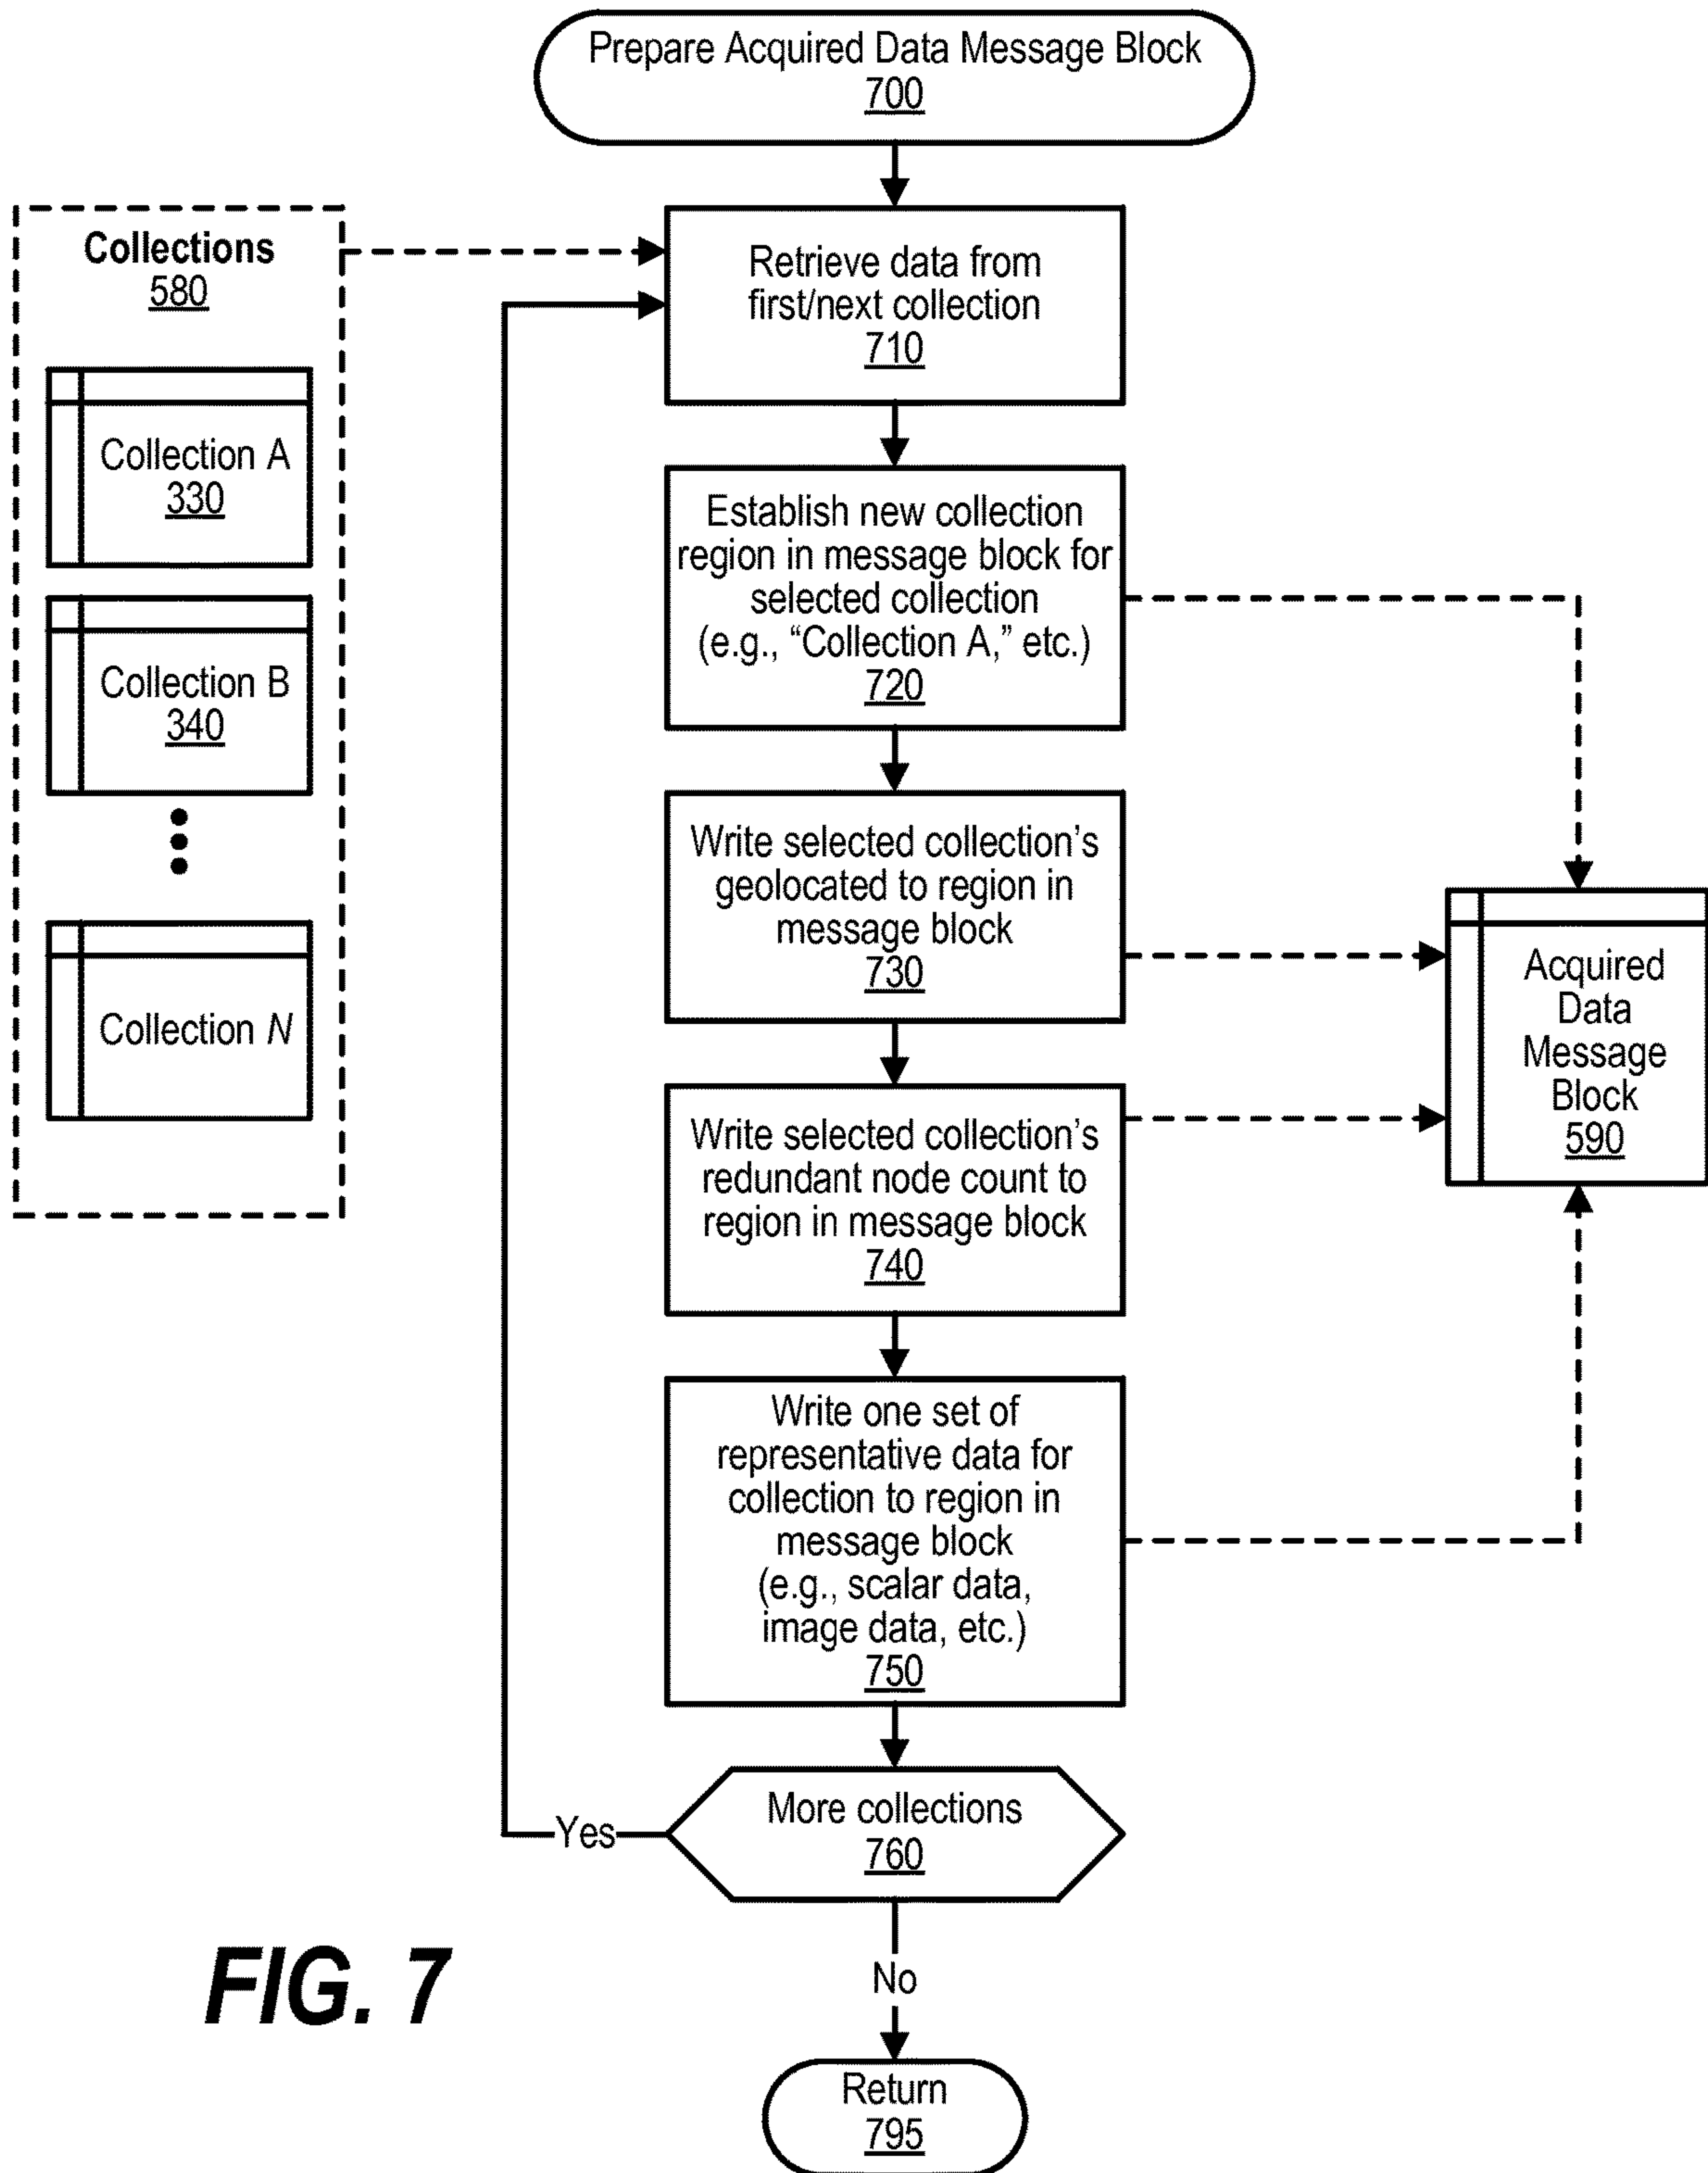 Prepare Acquired Data Message Block
700
Collections
580
Collection A
330
Collection B
340
Collection N
Retrieve data from
first/next collection
710
Establish new collection
region in message block for
selected collection
(e.g., “Collection A,” etc.)
720
Write selected collection’s
geolocated to region in
message block
730
Write selected collection’s
redundant node count to
region in message block
740
Write one set of
representative data for
collection to region in
message block
(e.g., scalar data,
image data, etc.)
750
Acquired
Data
Message
Block
590
More collections
760
Yes
No
Return
795
FIG. 7